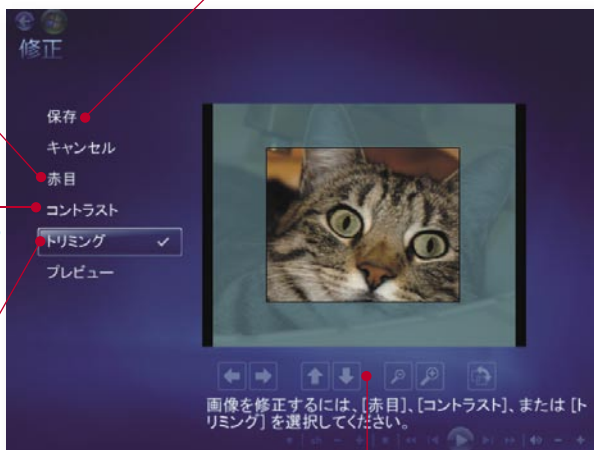 修正
保存
キャンセル
赤目
コントラスト
トリミング
プレビュー
画像を修正するには、[赤目]、[コントラスト]、または [ト
リミング] を選択してください。